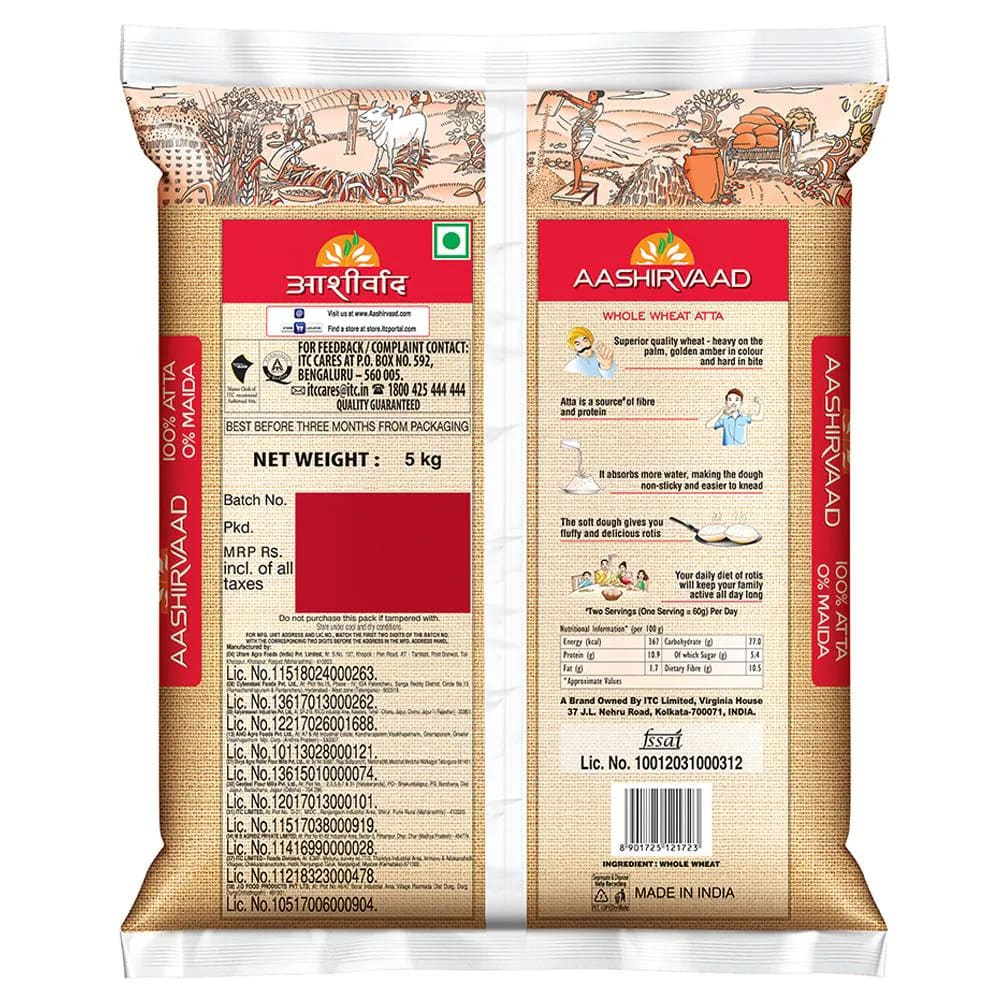 आशीर्वाद
Visit us at www.Aashirvaad.com
Find a store at store.itcportal.com
FOR FEEDBACK / COMPLAINT CONTACT:
ITC CARES AT P.O. BOX NO. 592,
BENGALURU – 560 005.
itccares@itc.in 1800 425 444 444
QUALITY GUARANTEED
BEST BEFORE THREE MONTHS FROM PACKAGING
NET WEIGHT : 5 kg
Batch No.
Pkd.
MRP Rs.
incl. of all
taxes
Do not purchase this pack if tampered with.
Store under cool and dry conditions.
FOR MFG. UNIT ADDRESS AND LIC.NO., MATCH THE FIRST TWO DIGITS OF THE BATCH NO.
WITH THE CORRESPONDING TWO DIGITS BEFORE THE ADDRESS IN THE MFG. ADDRESS PANEL.
Manufactured by:
Lic. No.11518024000263.
Lic. No.13617013000262.
Lic. No.12217026001688.
Lic. No.10113028000121.
Lic. No.13615010000074.
Lic. No.12017013000101.
Lic. No.11517038000919.
Lic. No.11416990000028.
Lic. No.11218323000478.
Lic. No.10517006000904.
100% ATTA
0% MAIDA
AASHIRVAAD
AASHIRVAAD
WHOLE WHEAT ATTA
Superior quality wheat - heavy on the
palm, golden amber in colour
and hard in bite
Atta is a source# of fibre
and protein
It absorbs more water, making the dough
non-sticky and easier to knead
The soft dough gives you
fluffy and delicious rotis
Your daily diet of rotis
will keep your family
active all day long
#Two Servings (One Serving = 60g) Per Day
Nutritional Information* (per 100 g)
Energy (kcal) 367 Carbohydrate (g) 77.0
Protein (g) 10.9 Of which Sugar (g) 5.4
Fat (g) 1.7 Dietary Fibre (g) 10.5
*Approximate Values
A Brand Owned By ITC Limited, Virginia House
37 J.L. Nehru Road, Kolkata-700071, INDIA.
fssai
Lic. No. 10012031000312
8 901725 121723
INGREDIENT : WHOLE WHEAT
Help Recycling
MADE IN INDIA
AASHIRVAAD
100% ATTA
0% MAIDA